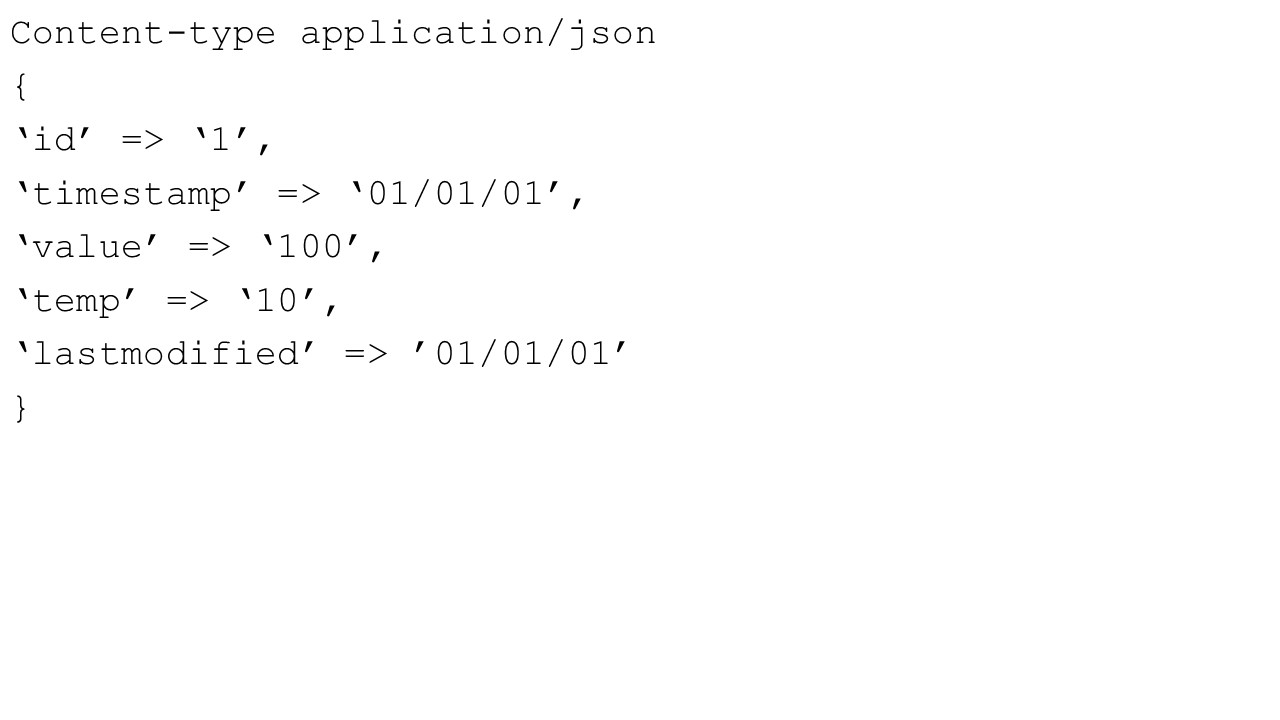 Content-type application/json
{
‘id’ => ‘1’,
‘timestamp’ => ‘01/01/01’,
‘value’ => ‘100’,
‘temp’ => ‘10’,
‘lastmodified’ => ’01/01/01’
}